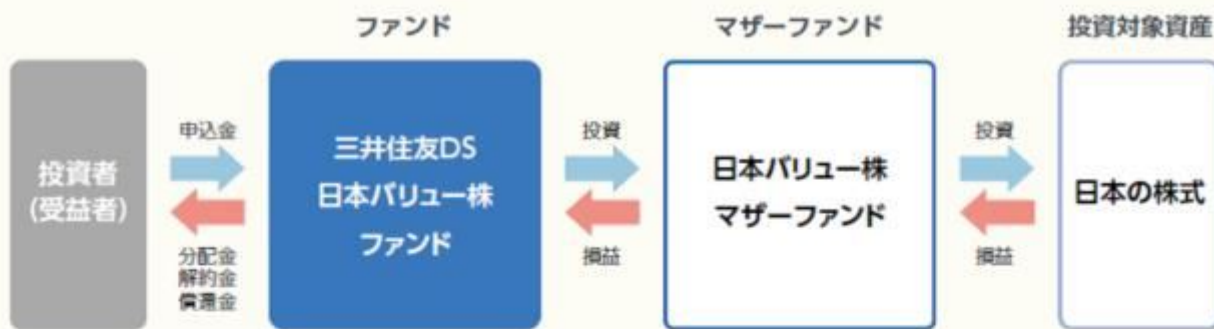 ファンド
マザーファンド
投資対象資産
投資者
(受益者)
申込金
分配金
解約金
償還金
三井住友DS
日本バリュー株
ファンド
投資
損益
日本バリュー株
マザーファンド
投資
損益
日本の株式